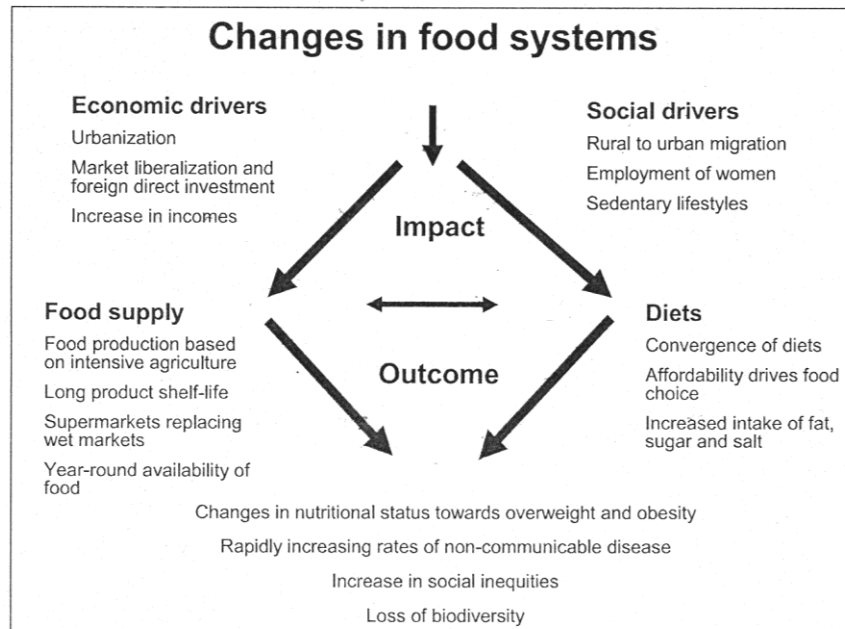 Changes in food systems
Economic drivers
Urbanization
Market liberalization and
foreign direct investment
Increase in incomes
Social drivers
Rural to urban migration
Employment of women
Sedentary lifestyles
Impact
Food supply
Food production based
on intensive agriculture
Long product shelf-life
Supermarkets replacing
wet markets
Year-round availability of
food
Diets
Convergence of diets
Affordability drives food
choice
Increased intake of fat,
sugar and salt
Outcome
Changes in nutritional status towards overweight and obesity
Rapidly increasing rates of non-communicable disease
Increase in social inequities
Loss of biodiversity